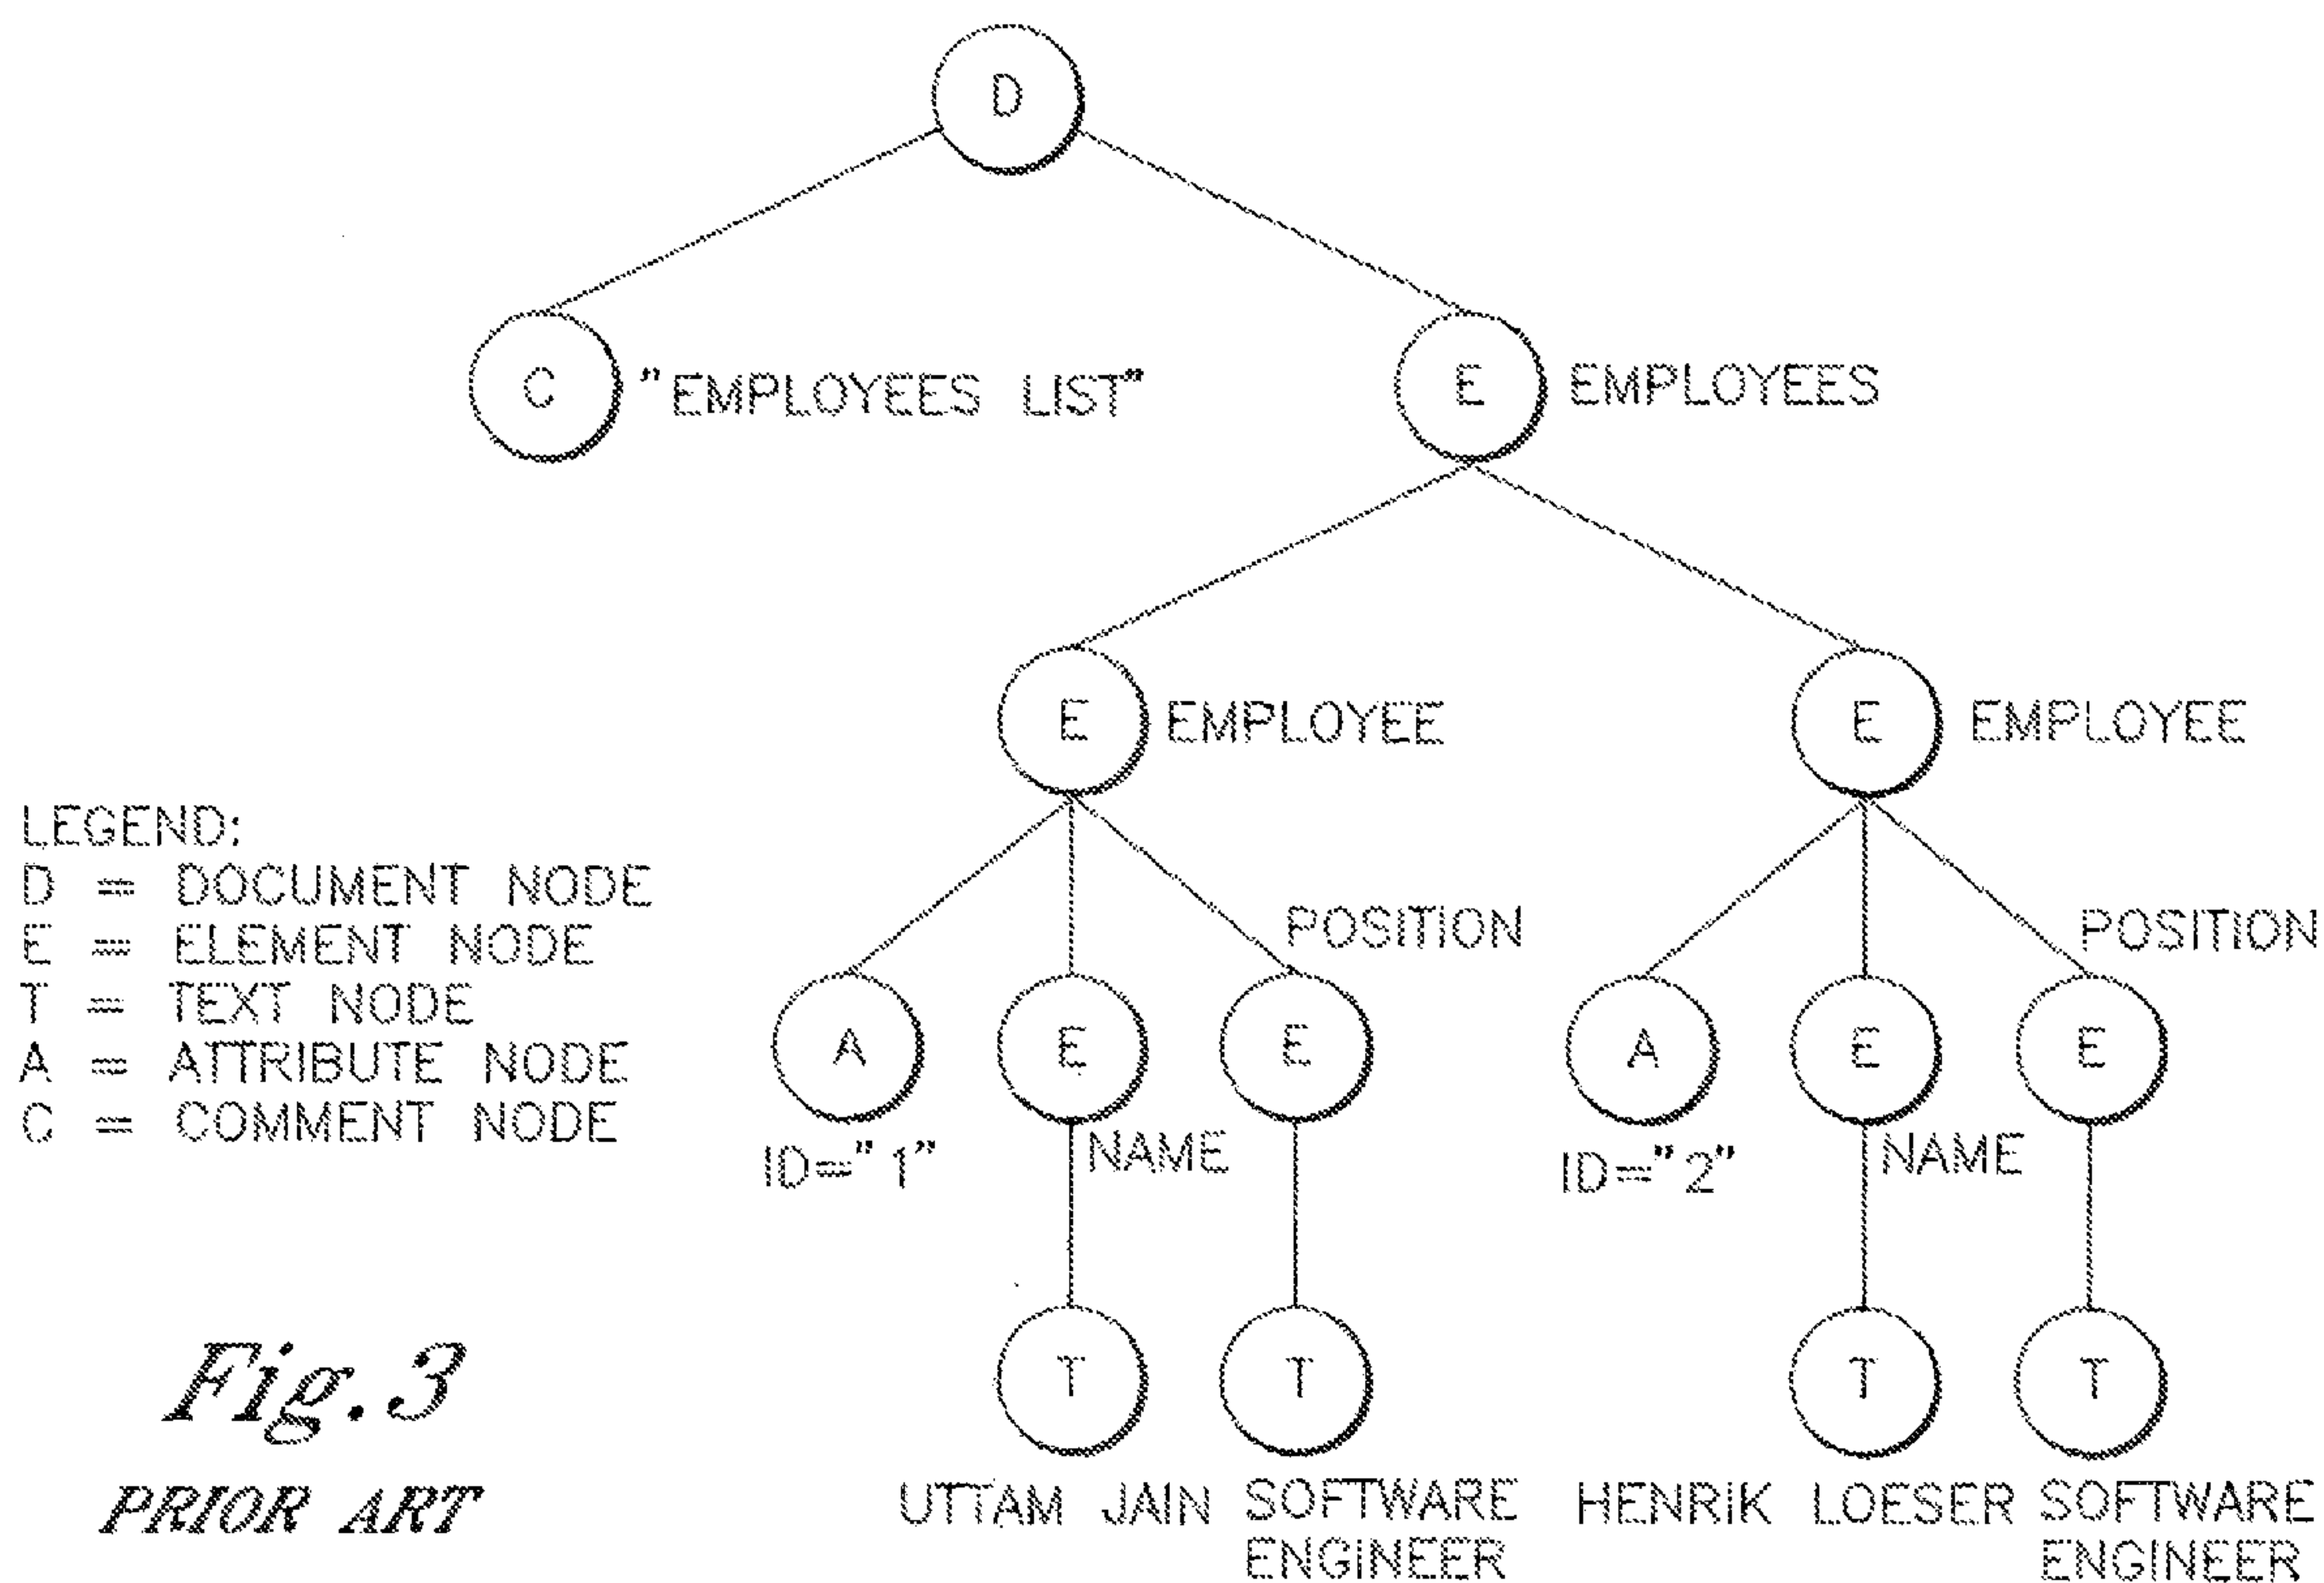 D
C "EMPLOYEES LIST"
E EMPLOYEES
E EMPLOYEE
E EMPLOYEE
LEGEND:
D = DOCUMENT NODE
E = ELEMENT NODE
T = TEXT NODE
A = ATTRIBUTE NODE
C = COMMENT NODE
POSITION
POSITION
A
E
E
A
E
E
ID="1"
NAME
ID="2"
NAME
T
T
T
T
UTTAM JAIN
SOFTWARE
ENGINEER
HENRIK LOESER
SOFTWARE
ENGINEER
Fig.3
PRIOR ART